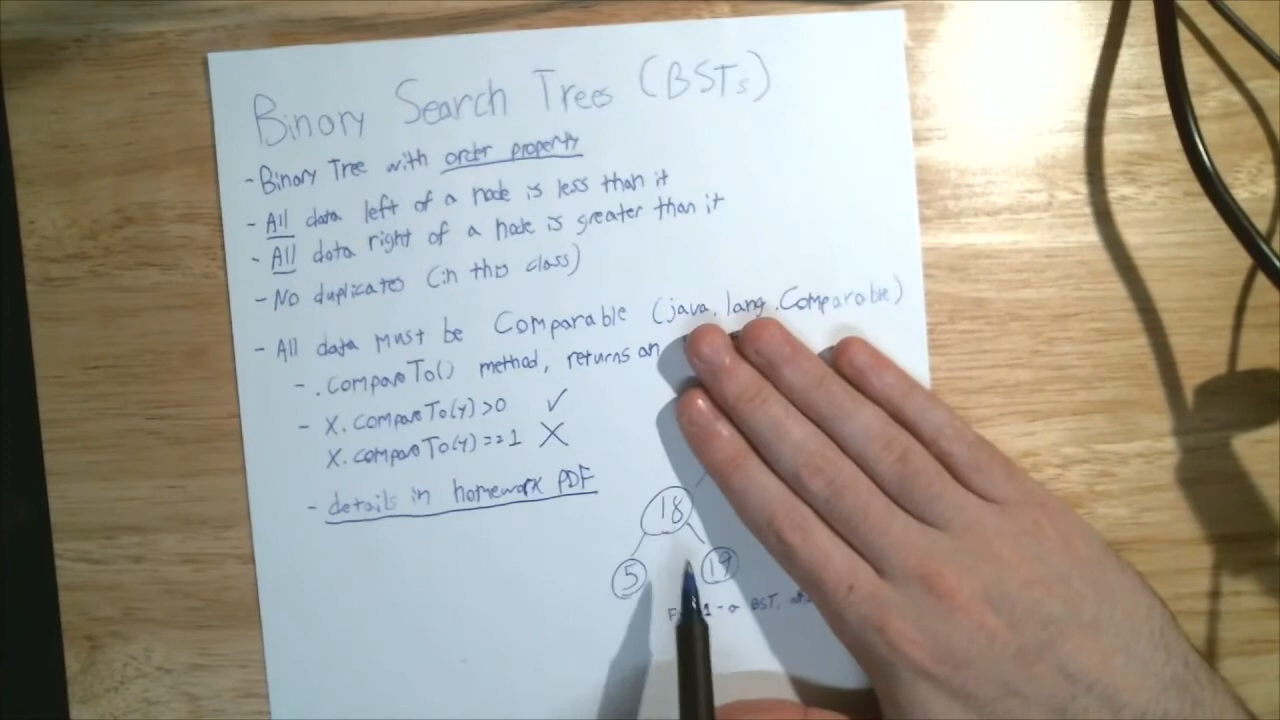 Binary Search Trees (BSTs)
- Binary Tree with order property
- All data left of a node is less than it
- All data right of a node is greater than it
- No duplicates (in this class)
- All data must be Comparable (java.lang.Comparable)
- .compareTo() method, returns an
- X.compareTo(Y) > 0 ✓
X.compareTo(Y) == 1 X
- details in homework PDF
18
5 19
1 - a BST,